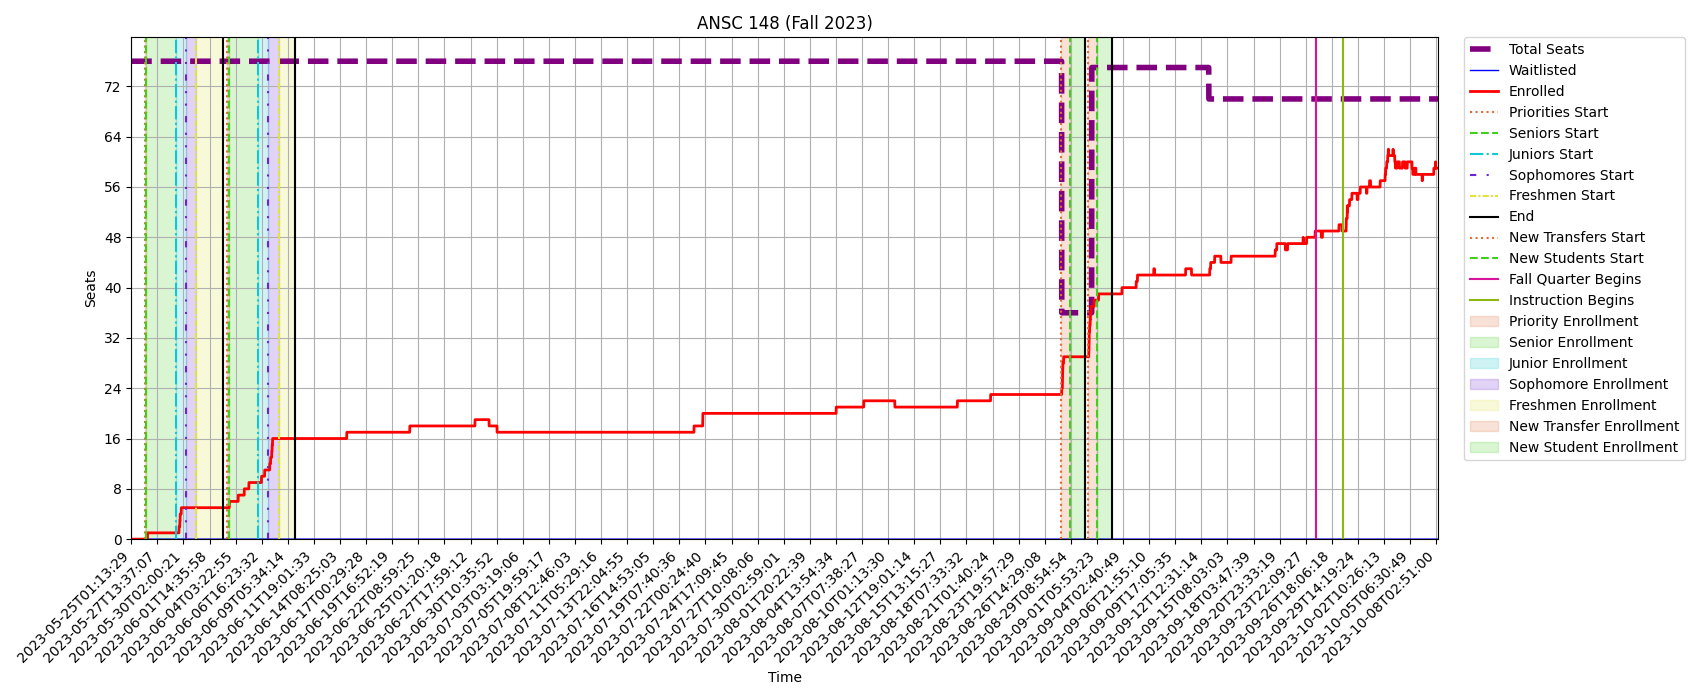 ANSC 148 (Fall 2023)
Seats
72
64
56
48
40
32
24
16
8
0
2023-05-25T01:13:29
2023-05-27T13:37:07
2023-05-30T02:00:21
2023-06-01T14:35:58
2023-06-04T03:22:55
2023-06-06T16:23:32
2023-06-09T05:34:14
2023-06-11T19:01:33
2023-06-14T08:25:03
2023-06-17T00:29:28
2023-06-19T16:52:19
2023-06-22T08:59:25
2023-06-25T01:20:18
2023-06-27T17:59:12
2023-06-30T10:35:52
2023-07-03T03:19:06
2023-07-05T19:59:17
2023-07-08T12:46:03
2023-07-11T05:29:16
2023-07-13T22:04:55
2023-07-16T14:53:05
2023-07-19T07:40:36
2023-07-22T00:24:40
2023-07-24T17:09:45
2023-07-27T10:08:06
2023-07-30T02:59:01
2023-08-01T20:22:39
2023-08-04T13:54:34
2023-08-07T07:38:27
2023-08-10T01:13:30
2023-08-12T19:01:14
2023-08-15T13:15:27
2023-08-18T07:33:32
2023-08-21T01:40:24
2023-08-23T19:57:29
2023-08-26T14:29:08
2023-08-29T08:54:54
2023-09-01T05:53:23
2023-09-04T02:40:49
2023-09-06T21:55:10
2023-09-09T17:05:35
2023-09-12T12:31:14
2023-09-15T08:03:03
2023-09-18T03:47:39
2023-09-20T23:33:19
2023-09-23T22:09:27
2023-09-26T18:06:18
2023-09-29T14:19:24
2023-10-02T10:26:13
2023-10-05T06:30:49
2023-10-08T02:51:00
Time
Total Seats
Waitlisted
Enrolled
Priorities Start
Seniors Start
Juniors Start
Sophomores Start
Freshmen Start
End
New Transfers Start
New Students Start
Fall Quarter Begins
Instruction Begins
Priority Enrollment
Senior Enrollment
Junior Enrollment
Sophomore Enrollment
Freshmen Enrollment
New Transfer Enrollment
New Student Enrollment